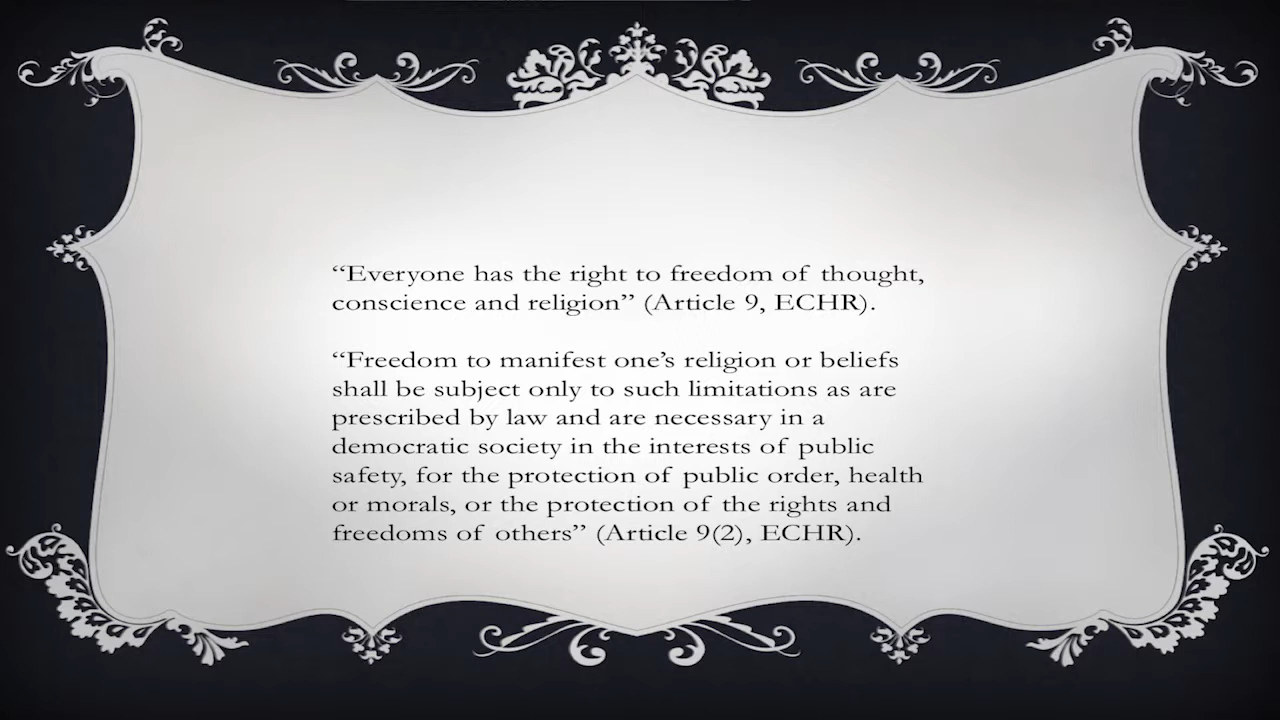 “Everyone has the right to freedom of thought,
conscience and religion” (Article 9, ECHR).
“Freedom to manifest one’s religion or beliefs
shall be subject only to such limitations as are
prescribed by law and are necessary in a
democratic society in the interests of public
safety, for the protection of public order, health
or morals, or the protection of the rights and
freedoms of others” (Article 9(2), ECHR).